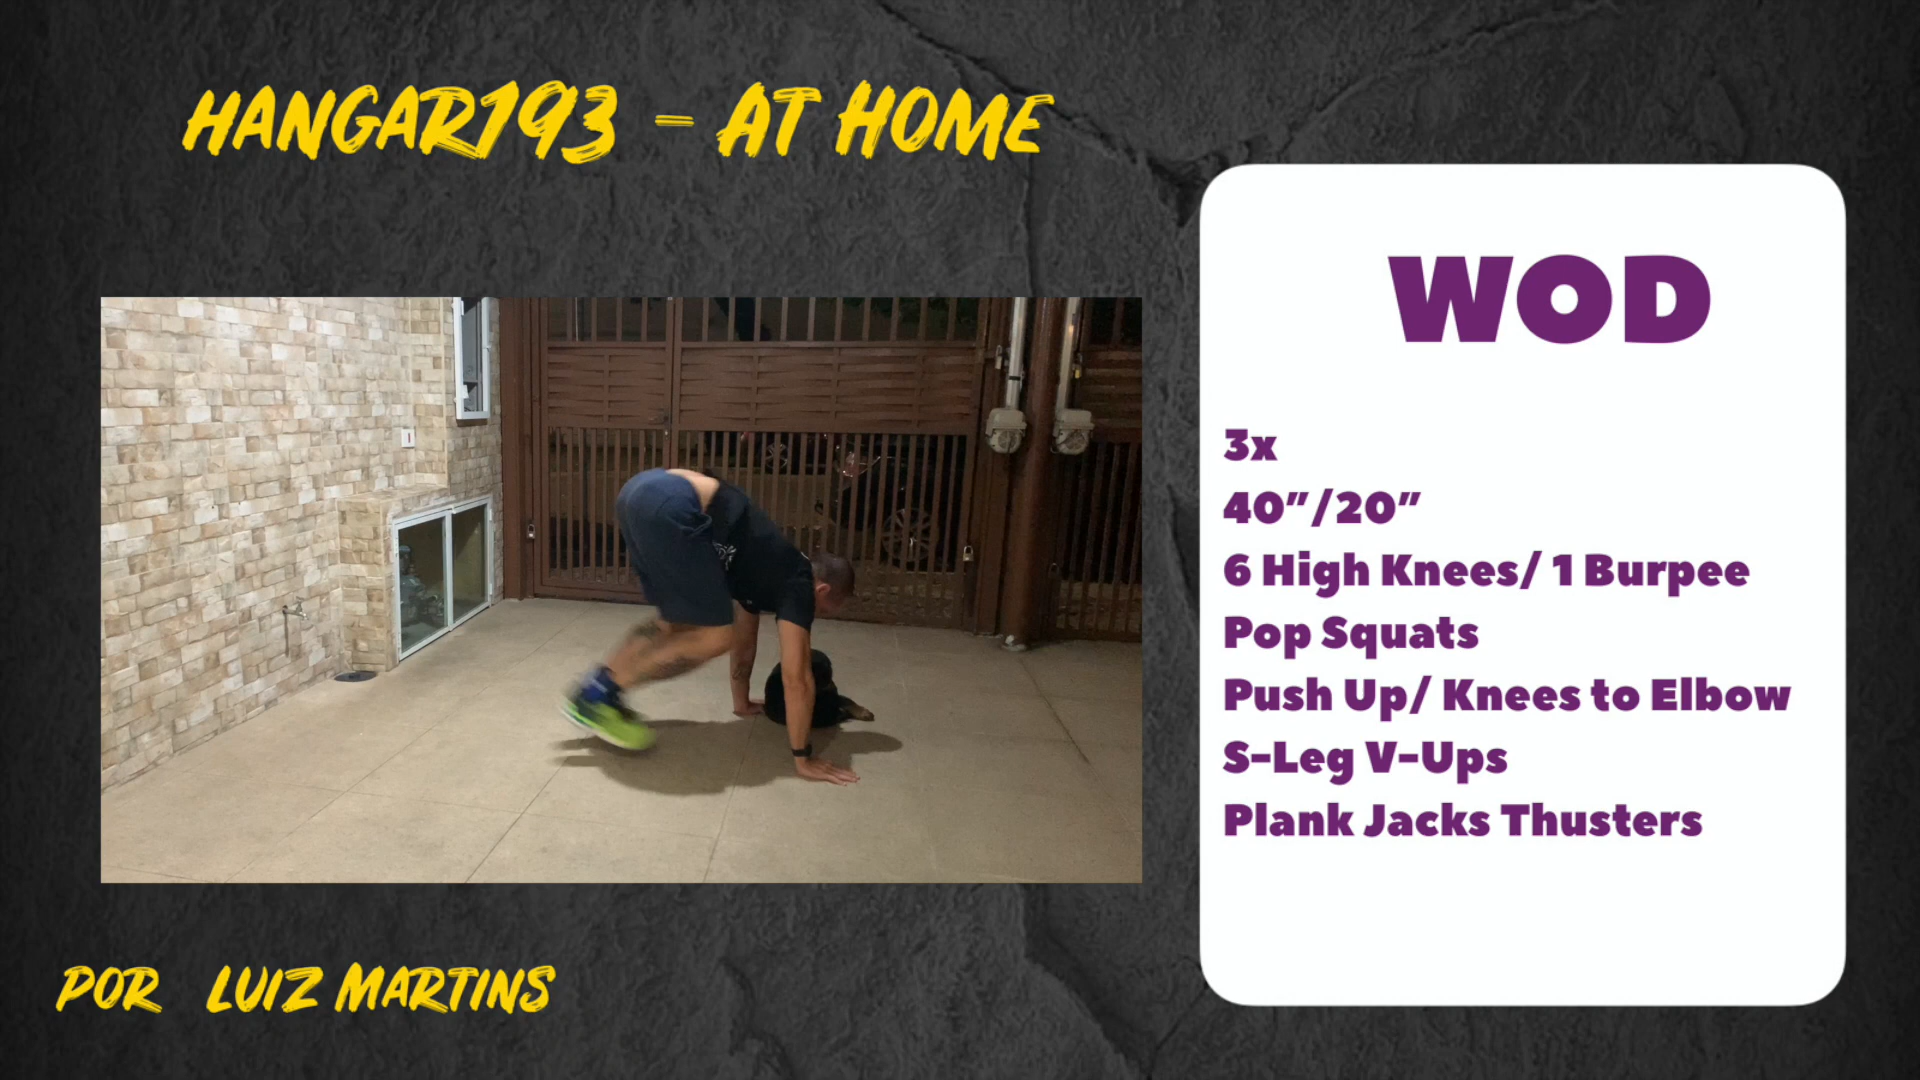 HANGAR193 - AT HOME
WOD
3x
40”/20”
6 High Knees/ 1 Burpee
Pop Squats
Push Up/ Knees to Elbow
S-Leg V-Ups
Plank Jacks Thusters
POR LUIZ MARTINS